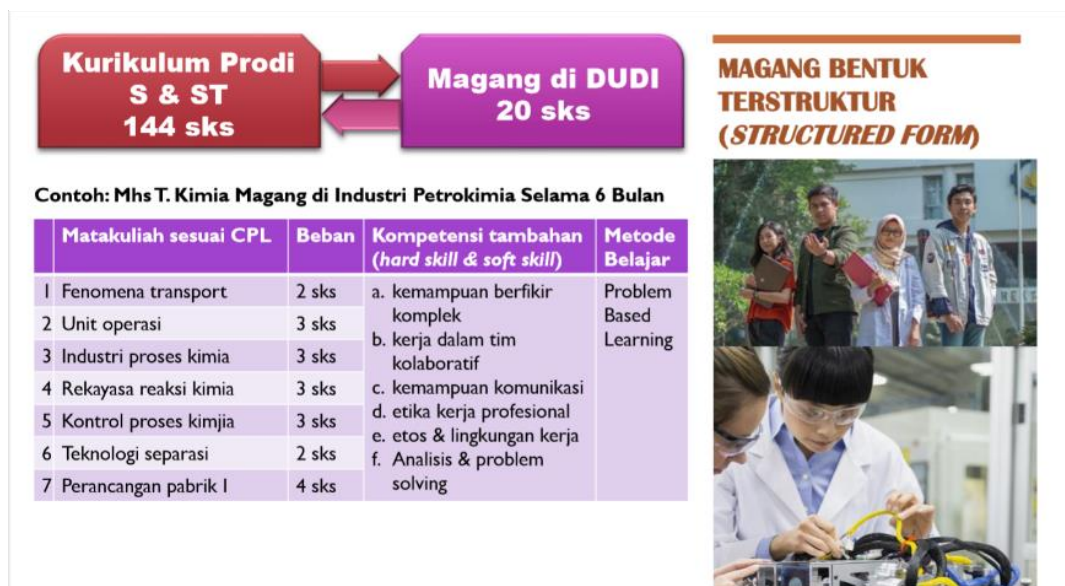 Kurikulum Prodi
S & ST
144 sks
Magang di DUDI
20 sks
MAGANG BENTUK
TERSTRUKTUR
(STRUCTURED FORM)
Contoh: Mhs T. Kimia Magang di Industri Petrokimia Selama 6 Bulan
Matakuliah sesuai CPL
Beban
Kompetensi tambahan
(hard skill & soft skill)
Metode
Belajar
1 Fenomena transport 2 sks
2 Unit operasi 3 sks
3 Industri proses kimia 3 sks
4 Rekayasa reaksi kimia 3 sks
5 Kontrol proses kimjia 3 sks
6 Teknologi separasi 2 sks
7 Perancangan pabrik I 4 sks
a. kemampuan berfikir
komplek
b. kerja dalam tim
kolaboratif
c. kemampuan komunikasi
d. etika kerja profesional
e. etos & lingkungan kerja
f. Analisis & problem
solving
Problem
Based
Learning